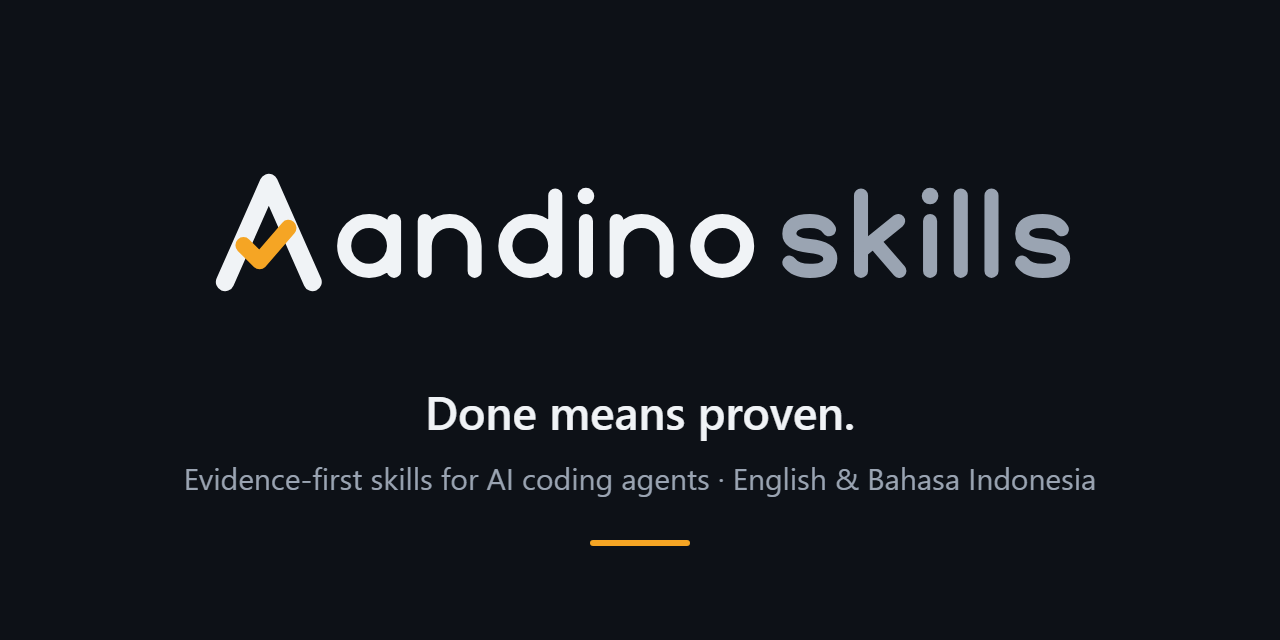 andino skills
Done means proven.
Evidence-first skills for AI coding agents · English & Bahasa Indonesia